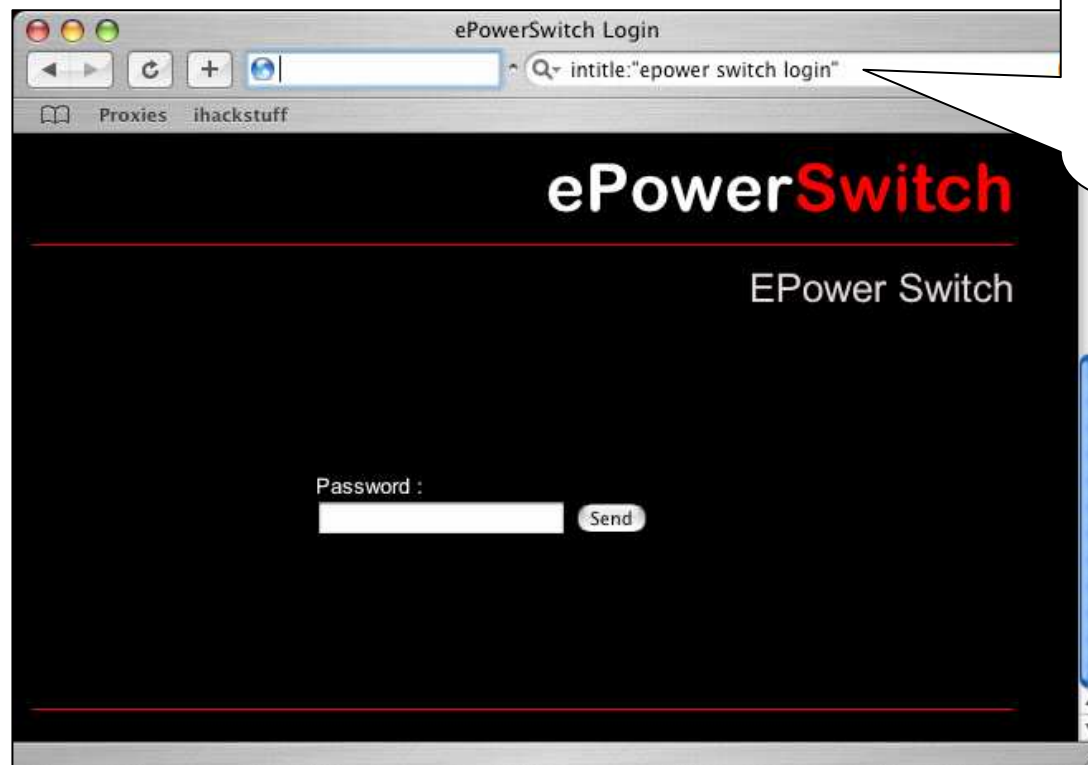 ePowerSwitch Login
intitle:"epower switch login"
Proxies ihackstuff
ePowerSwitch
EPower Switch
Password :
Send